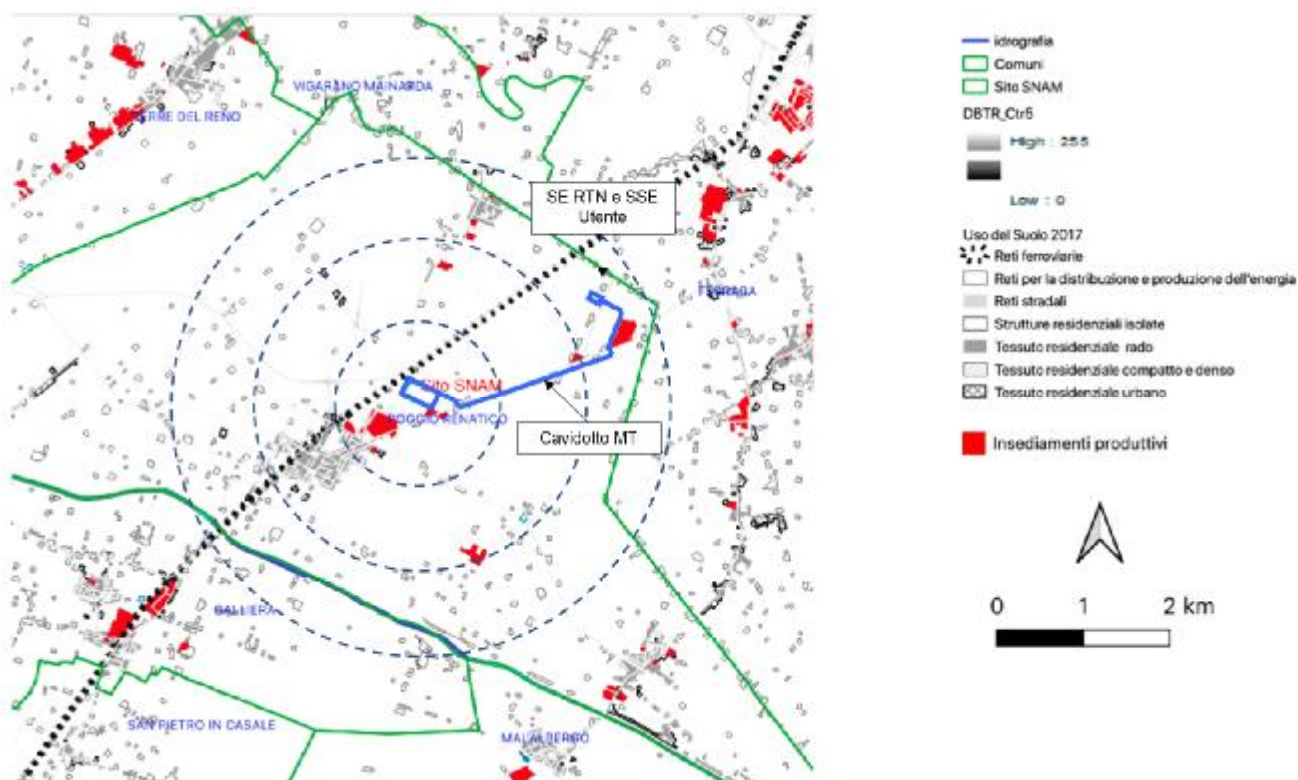 VIGARANO MAINARDA
ERRE DEL RENO
SE RTN e SSE
Utente
Sito SNAM
POGGIO RENATICO
Cavidotto MT
GALLIERA
SAN PIETRO IN CASALE
MALALBERGO
idrografia
Comuni
Sito SNAM
DBTR_Ctr5
High : 255
Low : 0
Uso del Suolo 2017
Reti ferroviarie
Reti per la distribuzione e produzione dell'energia
Reti stradali
Strutture residenziali isolate
Tessuto residenziale rado
Tessuto residenziale compatto e denso
Tessuto residenziale urbano
Insediamenti produttivi
0 1 2 km